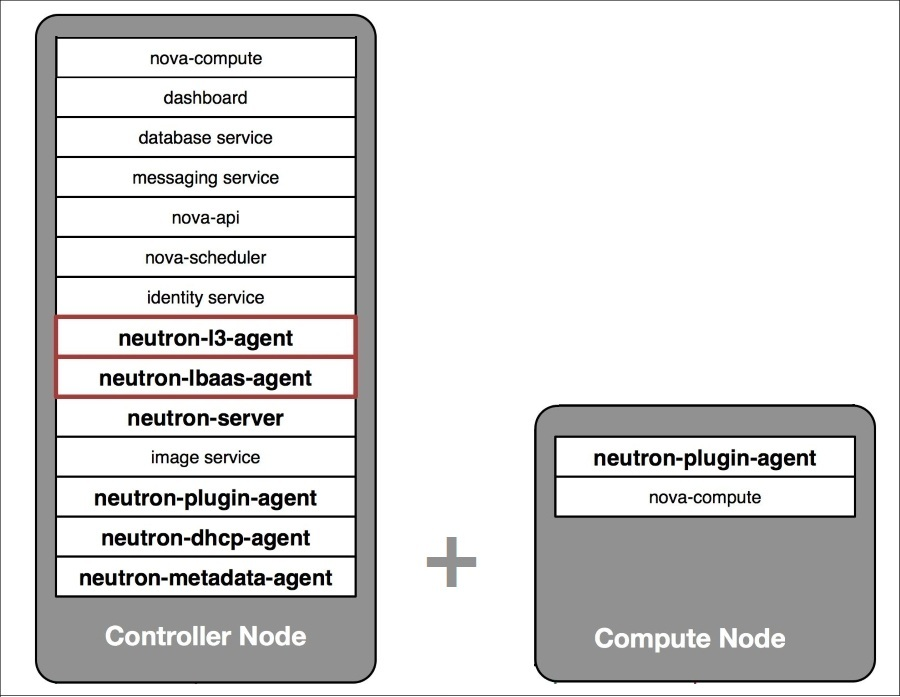 nova-compute
dashboard
database service
messaging service
nova-api
nova-scheduler
identity service
neutron-l3-agent
neutron-lbaas-agent
neutron-server
image service
neutron-plugin-agent
neutron-dhcp-agent
neutron-metadata-agent
Controller Node
+
neutron-plugin-agent
nova-compute
Compute Node